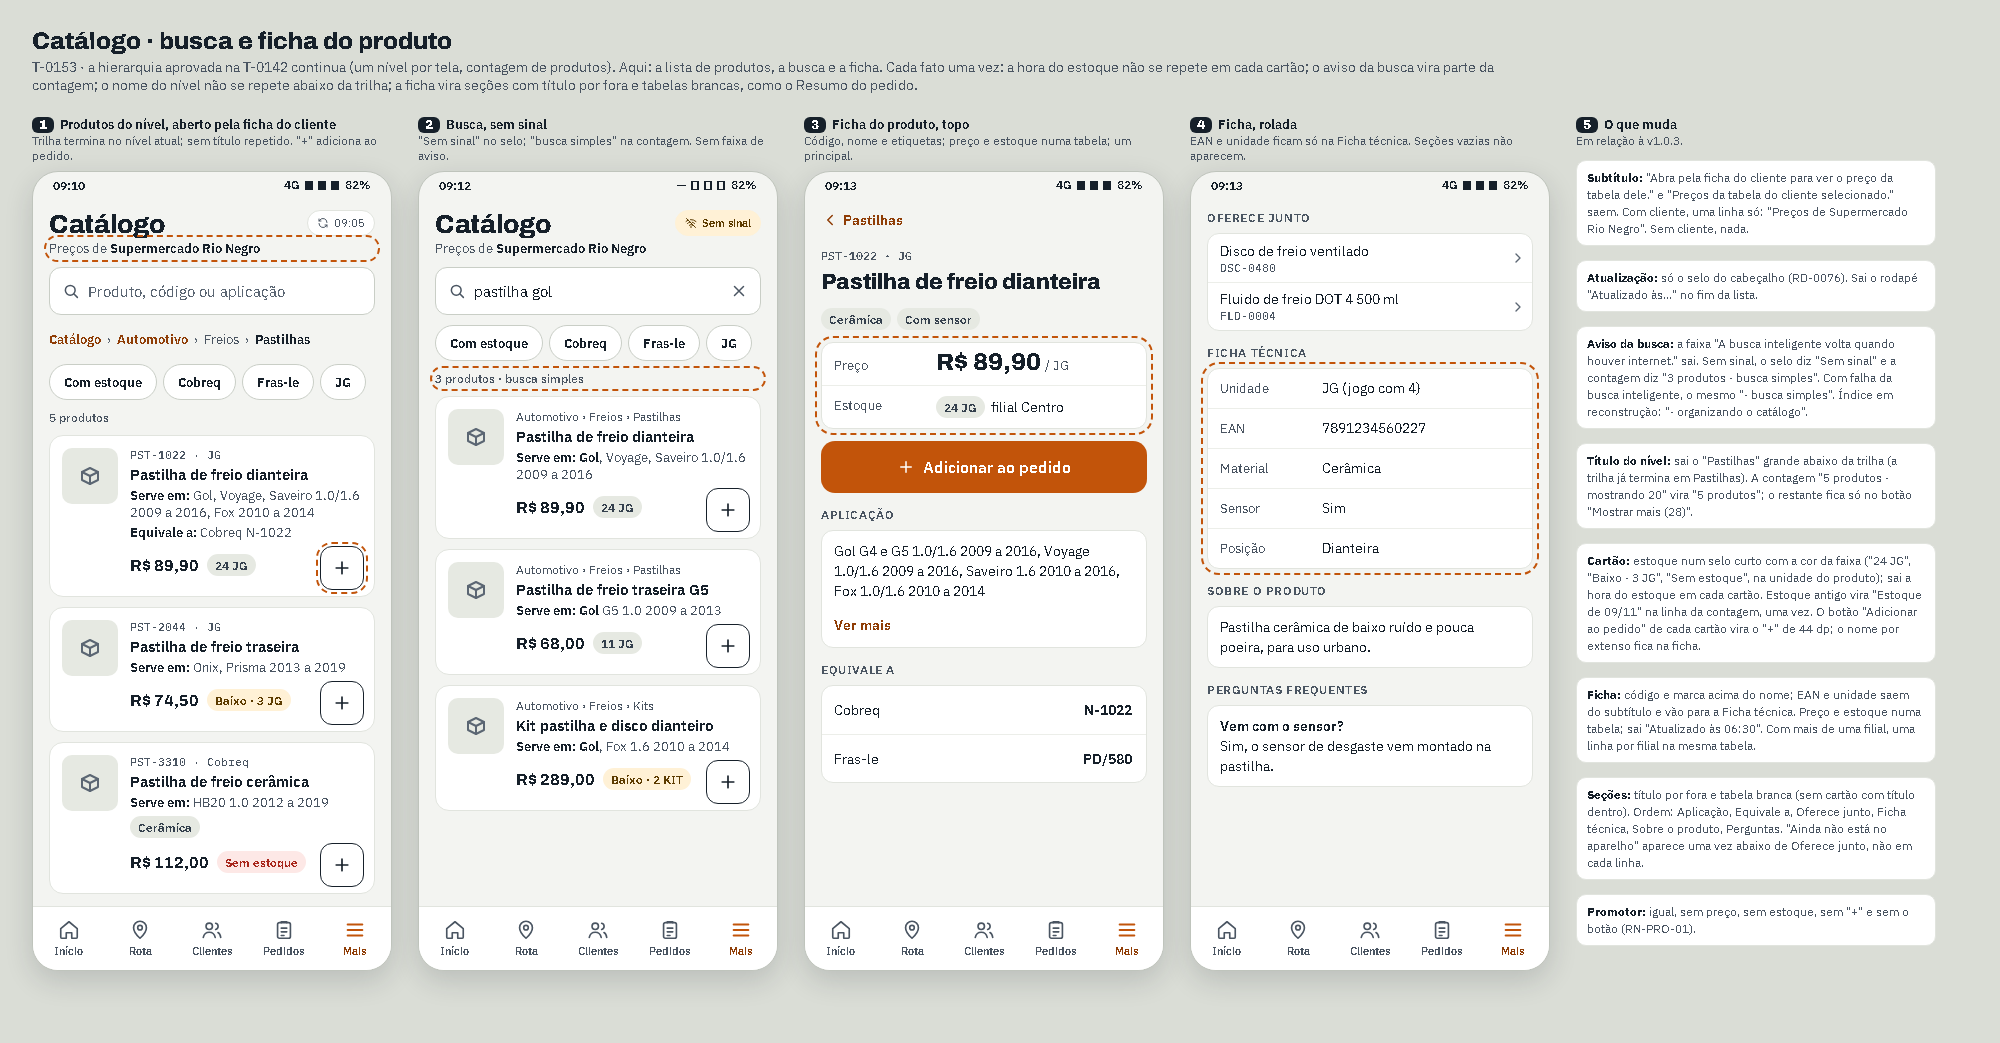 Catálogo · busca e ficha do produto
T-0153 · a hierarquia aprovada na T-0142 continua (um nível por tela, contagem de produtos). Aqui: a lista de produtos, a busca e a ficha. Cada fato uma vez: a hora do estoque não se repete em cada cartão; o aviso da busca vira parte da
contagem; o nome do nível não se repete abaixo da trilha; a ficha vira seções com título por fora e tabelas brancas, como o Resumo do pedido.
1 Produtos do nível, aberto pela ficha do cliente
Trilha termina no nível atual; sem título repetido. "+" adiciona ao
pedido.
09:10 4G 82%
Catálogo 09:05
Preços de Supermercado Rio Negro
Produto, código ou aplicação
Catálogo › Automotivo › Freios › Pastilhas
Com estoque Cobreq Fras-le JG
5 produtos
PST-1022 · JG
Pastilha de freio dianteira
Serve em: Gol, Voyage, Saveiro 1.0/1.6
2009 a 2016, Fox 2010 a 2014
Equivale a: Cobreq N-1022
R$ 89,90 24 JG +
PST-2044 · JG
Pastilha de freio traseira
Serve em: Onix, Prisma 2013 a 2019
R$ 74,50 Baixo · 3 JG +
PST-3310 · Cobreq
Pastilha de freio cerâmica
Serve em: HB20 1.0 2012 a 2019
Cerâmica
R$ 112,00 Sem estoque +
Início Rota Clientes Pedidos Mais
2 Busca, sem sinal
"Sem sinal" no selo; "busca simples" na contagem. Sem faixa de
aviso.
09:12 82%
Catálogo Sem sinal
Preços de Supermercado Rio Negro
pastilha gol
Com estoque Cobreq Fras-le JG
3 produtos · busca simples
Automotivo › Freios › Pastilhas
Pastilha de freio dianteira
Serve em: Gol, Voyage, Saveiro 1.0/1.6
2009 a 2016
R$ 89,90 24 JG +
Automotivo › Freios › Pastilhas
Pastilha de freio traseira G5
Serve em: Gol G5 1.0 2009 a 2013
R$ 68,00 11 JG +
Automotivo › Freios › Kits
Kit pastilha e disco dianteiro
Serve em: Gol, Fox 1.6 2010 a 2014
R$ 289,00 Baixo · 2 KIT +
Início Rota Clientes Pedidos Mais
3 Ficha do produto, topo
Código, nome e etiquetas; preço e estoque numa tabela; um
principal.
09:13 4G 82%
Pastilhas
PST-1022 · JG
Pastilha de freio dianteira
Cerâmica Com sensor
Preço R$ 89,90 / JG
Estoque 24 JG filial Centro
+ Adicionar ao pedido
APLICAÇÃO
Gol G4 e G5 1.0/1.6 2009 a 2016, Voyage
1.0/1.6 2009 a 2016, Saveiro 1.6 2010 a 2016,
Fox 1.0/1.6 2010 a 2014
Ver mais
EQUIVALE A
Cobreq N-1022
Fras-le PD/580
Início Rota Clientes Pedidos Mais
4 Ficha, rolada
EAN e unidade ficam só na Ficha técnica. Seções vazias não
aparecem.
09:13 4G 82%
OFERECE JUNTO
Disco de freio ventilado
DSC-0480
Fluido de freio DOT 4 500 ml
FLD-0004
FICHA TÉCNICA
Unidade JG (jogo com 4)
EAN 7891234560227
Material Cerâmica
Sensor Sim
Posição Dianteira
SOBRE O PRODUTO
Pastilha cerâmica de baixo ruído e pouca
poeira, para uso urbano.
PERGUNTAS FREQUENTES
Vem com o sensor?
Sim, o sensor de desgaste vem montado na
pastilha.
Início Rota Clientes Pedidos Mais
5 O que muda
Em relação à v1.0.3.
Subtítulo: "Abra pela ficha do cliente para ver o preço da
tabela dele." e "Preços da tabela do cliente selecionado."
saem. Com cliente, uma linha só: "Preços de Supermercado
Rio Negro". Sem cliente, nada.
Atualização: só o selo do cabeçalho (RD-0076). Sai o rodapé
"Atualizado às..." no fim da lista.
Aviso da busca: a faixa "A busca inteligente volta quando
houver internet." sai. Sem sinal, o selo diz "Sem sinal" e a
contagem diz "3 produtos · busca simples". Com falha da
busca inteligente, o mesmo "· busca simples". Índice em
reconstrução: "· organizando o catálogo".
Título do nível: sai o "Pastilhas" grande abaixo da trilha (a
trilha já termina em Pastilhas). A contagem "5 produtos ·
mostrando 20" vira "5 produtos"; o restante fica só no botão
"Mostrar mais (28)".
Cartão: estoque num selo curto com a cor da faixa ("24 JG",
"Baixo · 3 JG", "Sem estoque", na unidade do produto); sai a
hora do estoque em cada cartão. Estoque antigo vira "Estoque
de 09/11" na linha da contagem, uma vez. O botão "Adicionar
ao pedido" de cada cartão vira o "+" de 44 dp; o nome por
extenso fica na ficha.
Ficha: código e marca acima do nome; EAN e unidade saem
do subtítulo e vão para a Ficha técnica. Preço e estoque numa
tabela; sai "Atualizado às 06:30". Com mais de uma filial, uma
linha por filial na mesma tabela.
Seções: título por fora e tabela branca (sem cartão com título
dentro). Ordem: Aplicação, Equivale a, Oferece junto, Ficha
técnica, Sobre o produto, Perguntas. "Ainda não está no
aparelho" aparece uma vez abaixo de Oferece junto, não em
cada linha.
Promotor: igual, sem preço, sem estoque, sem "+" e sem o
botão (RN-PRO-01).